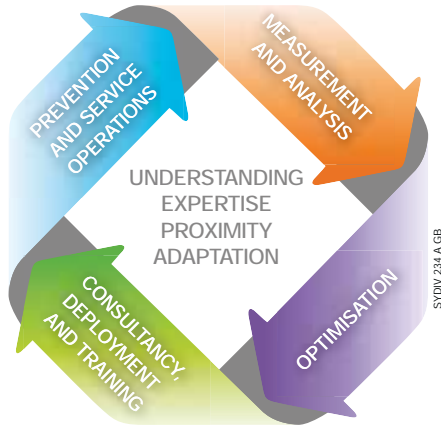 PREVENTION
AND SERVICE
OPERATIONS
MEASUREMENT
AND ANALYSIS
UNDERSTANDING
EXPERTISE
PROXIMITY
ADAPTATION
SYDIV 234 A GB
CONSULTANCY,
DEPLOYMENT
AND TRAINING
OPTIMISATION